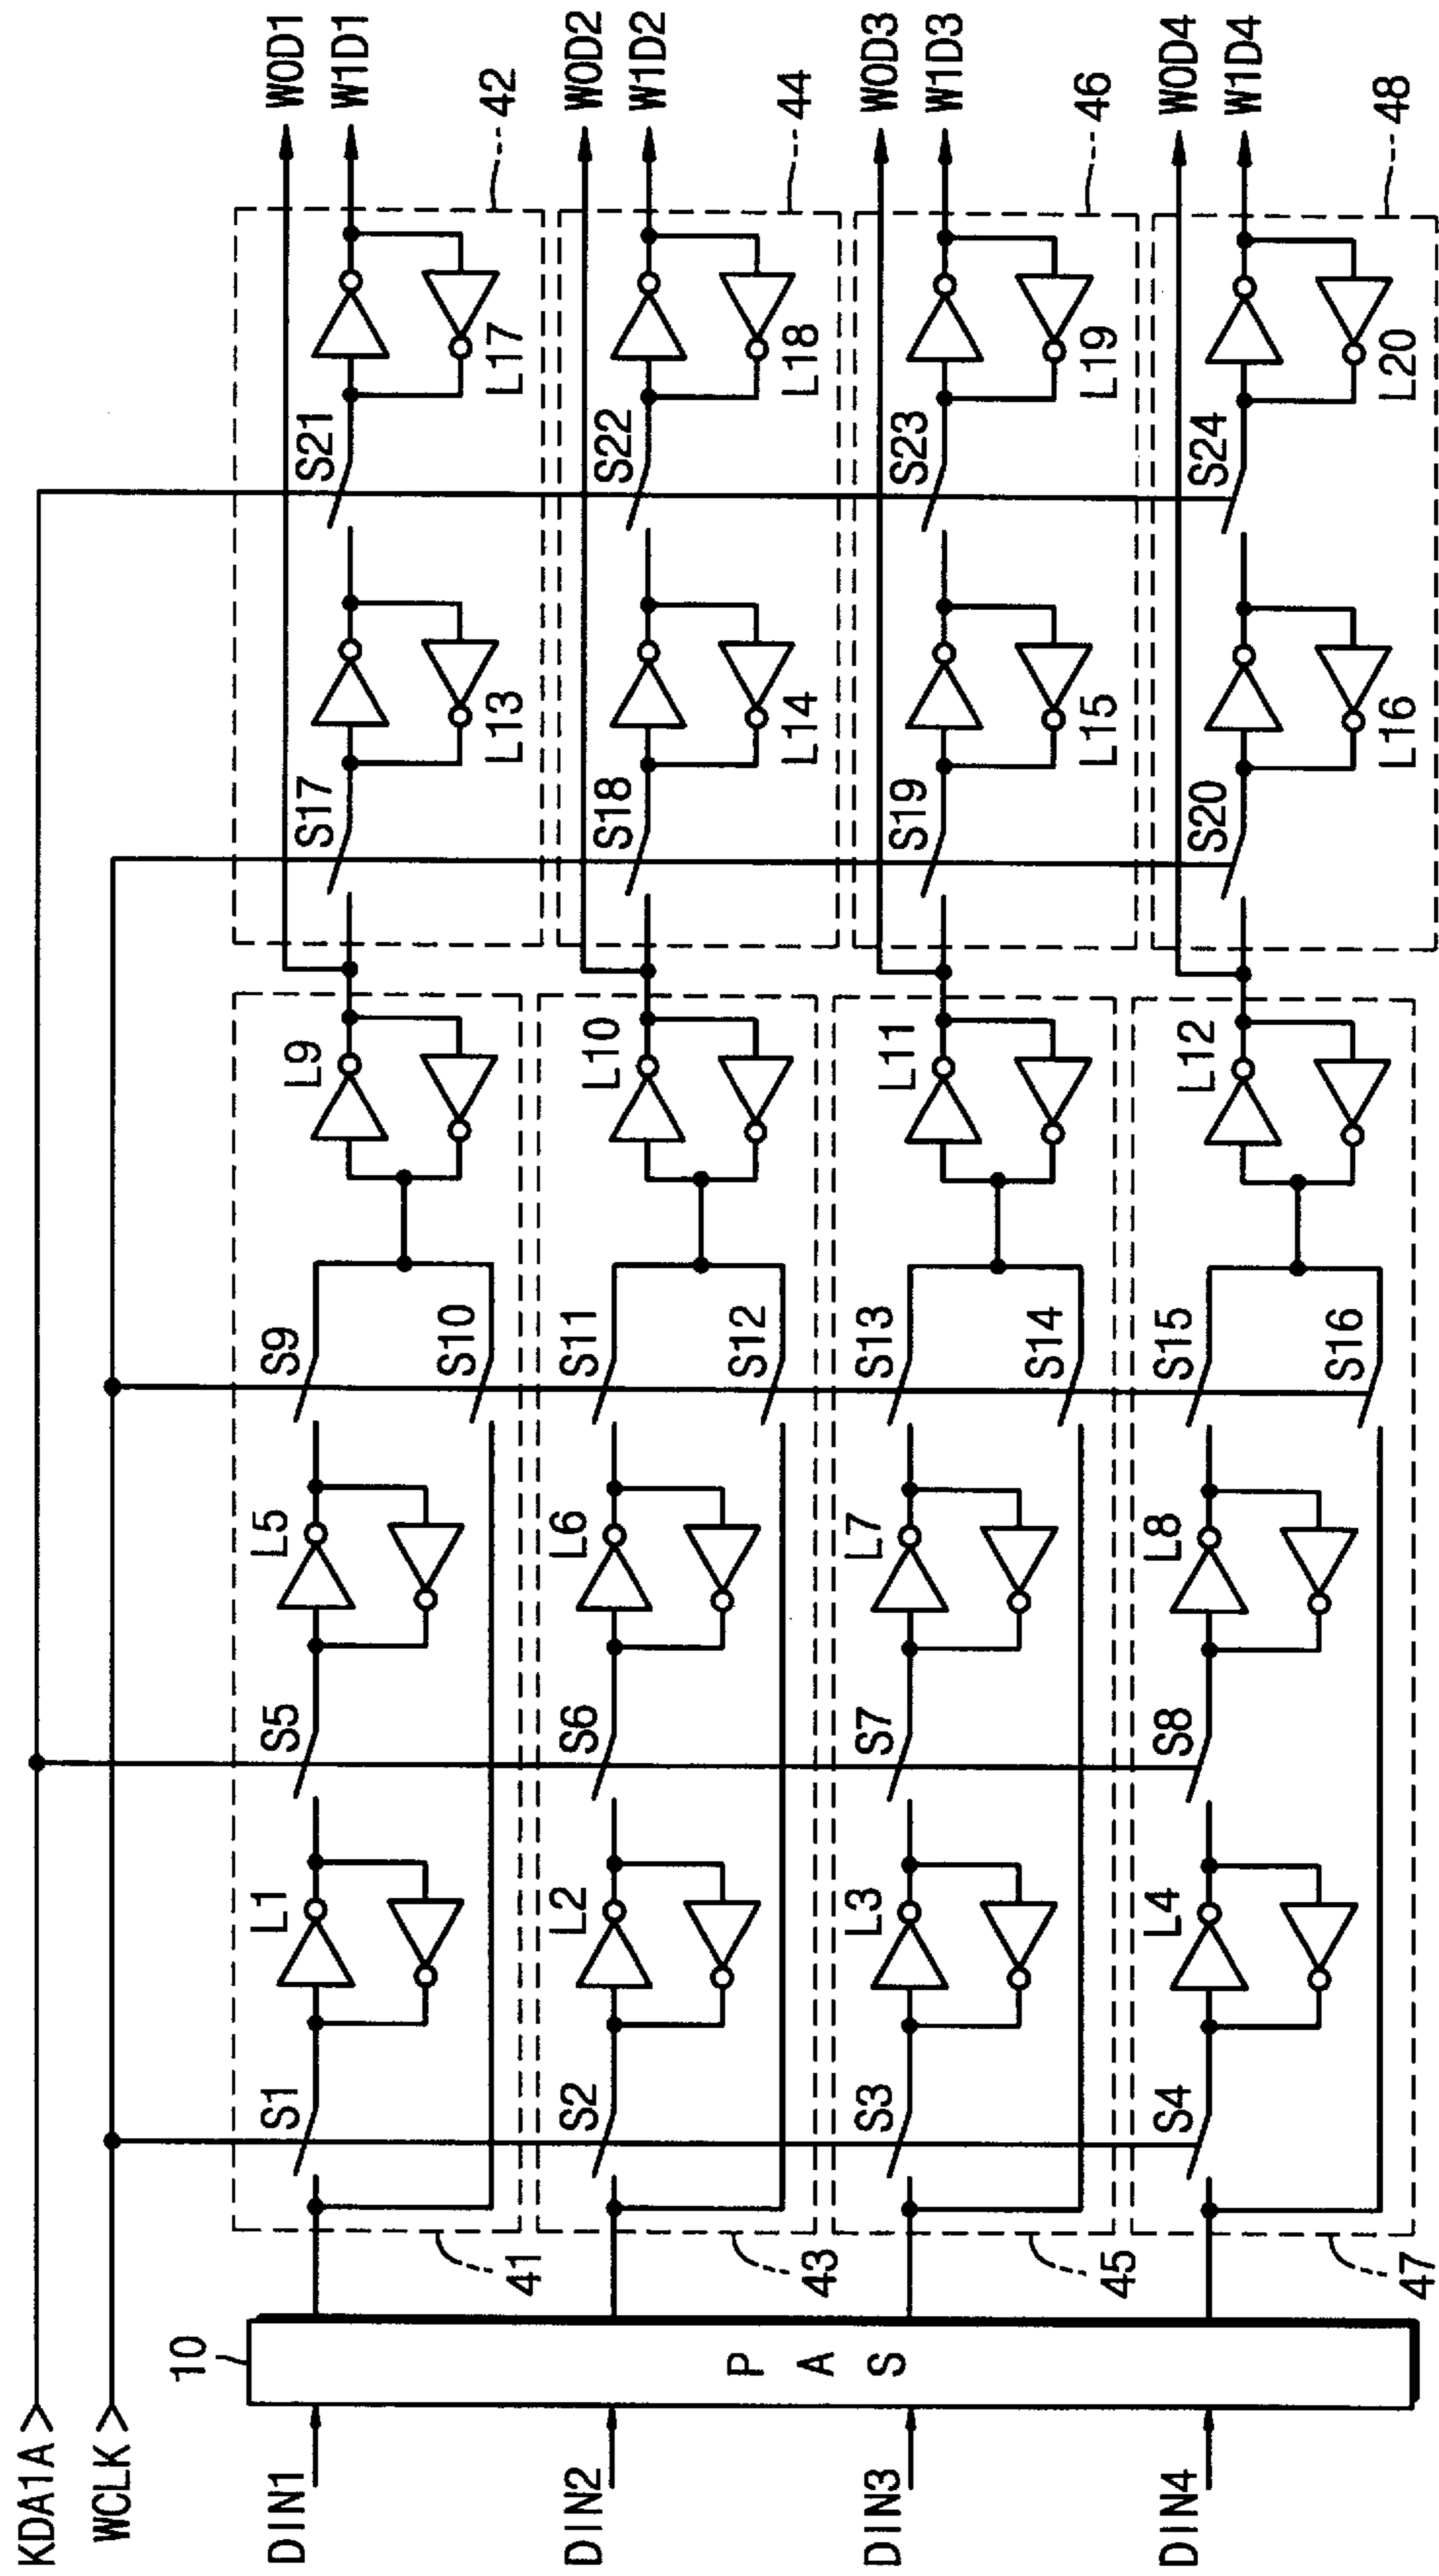 KDA1A
WCLK
10
DIN1
DIN2
DIN3
DIN4
P A S
41
S1
L1
S5
L5
S9
S10
L9
42
S17
L13
S21
L17
W0D1
W1D1
43
S2
L2
S6
L6
S11
S12
L10
44
S18
L14
S22
L18
W0D2
W1D2
45
S3
L3
S7
L7
S13
S14
L11
46
S19
L15
S23
L19
W0D3
W1D3
47
S4
L4
S8
L8
S15
S16
L12
48
S20
L16
S24
L20
W0D4
W1D4